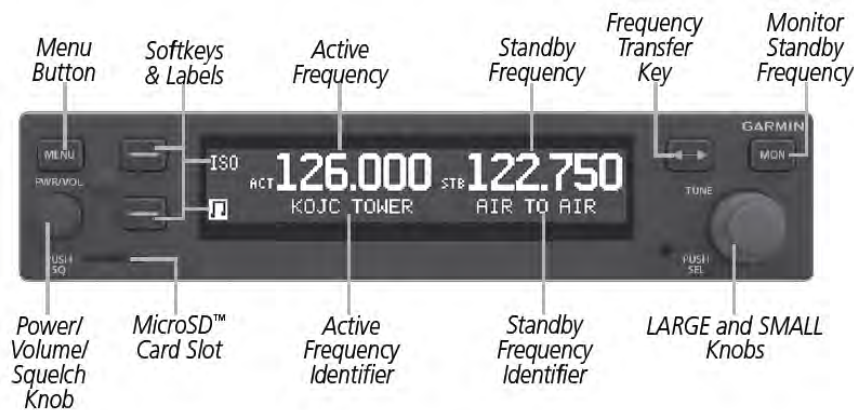 Menu
Button
Softkeys
& Labels
Active
Frequency
Standby
Frequency
Frequency
Transfer
Key
Monitor
Standby
Frequency
GARMIN
MENU
MON
PWR/VOL
TUNE
ISO
ACT 126.000 STB 122.750
KOJC TOWER AIR TO AIR
PUSH
SQ
PUSH
SEL
Power/
Volume/
Squelch
Knob
MicroSD™
Card Slot
Active
Frequency
Identifier
Standby
Frequency
Identifier
LARGE and SMALL
Knobs